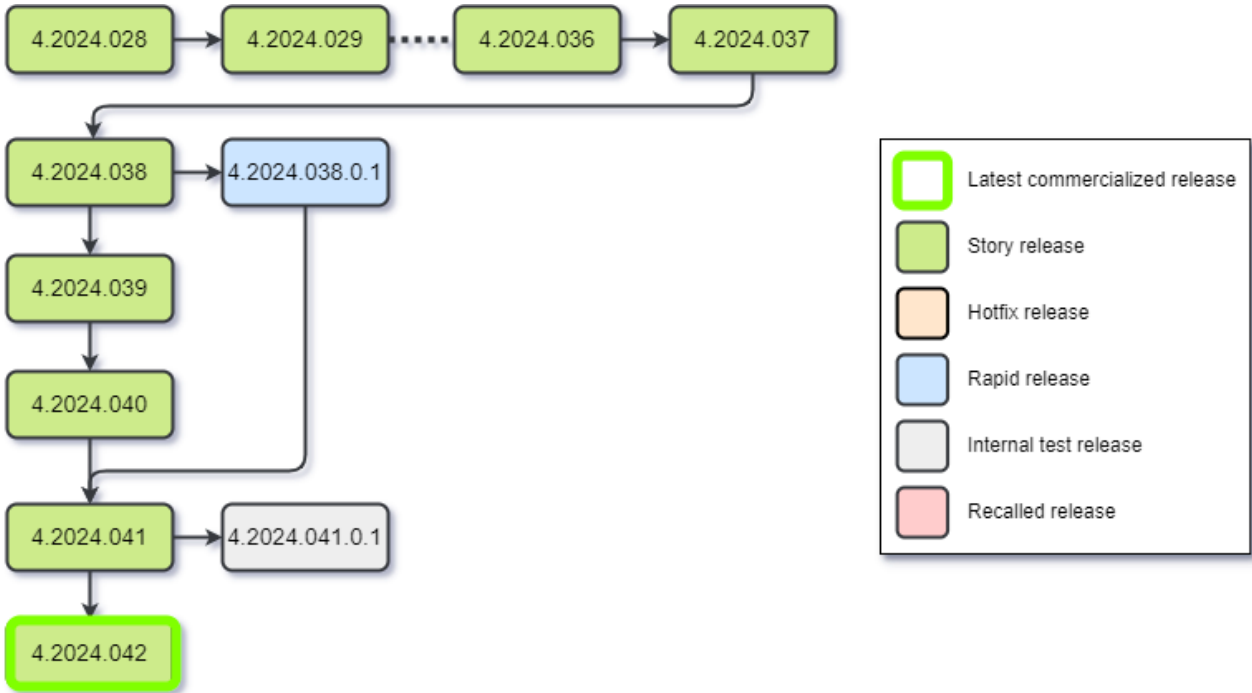 4.2024.028
4.2024.029
4.2024.036
4.2024.037
4.2024.038
4.2024.038.0.1
4.2024.039
4.2024.040
4.2024.041
4.2024.041.0.1
4.2024.042
Latest commercialized release
Story release
Hotfix release
Rapid release
Internal test release
Recalled release